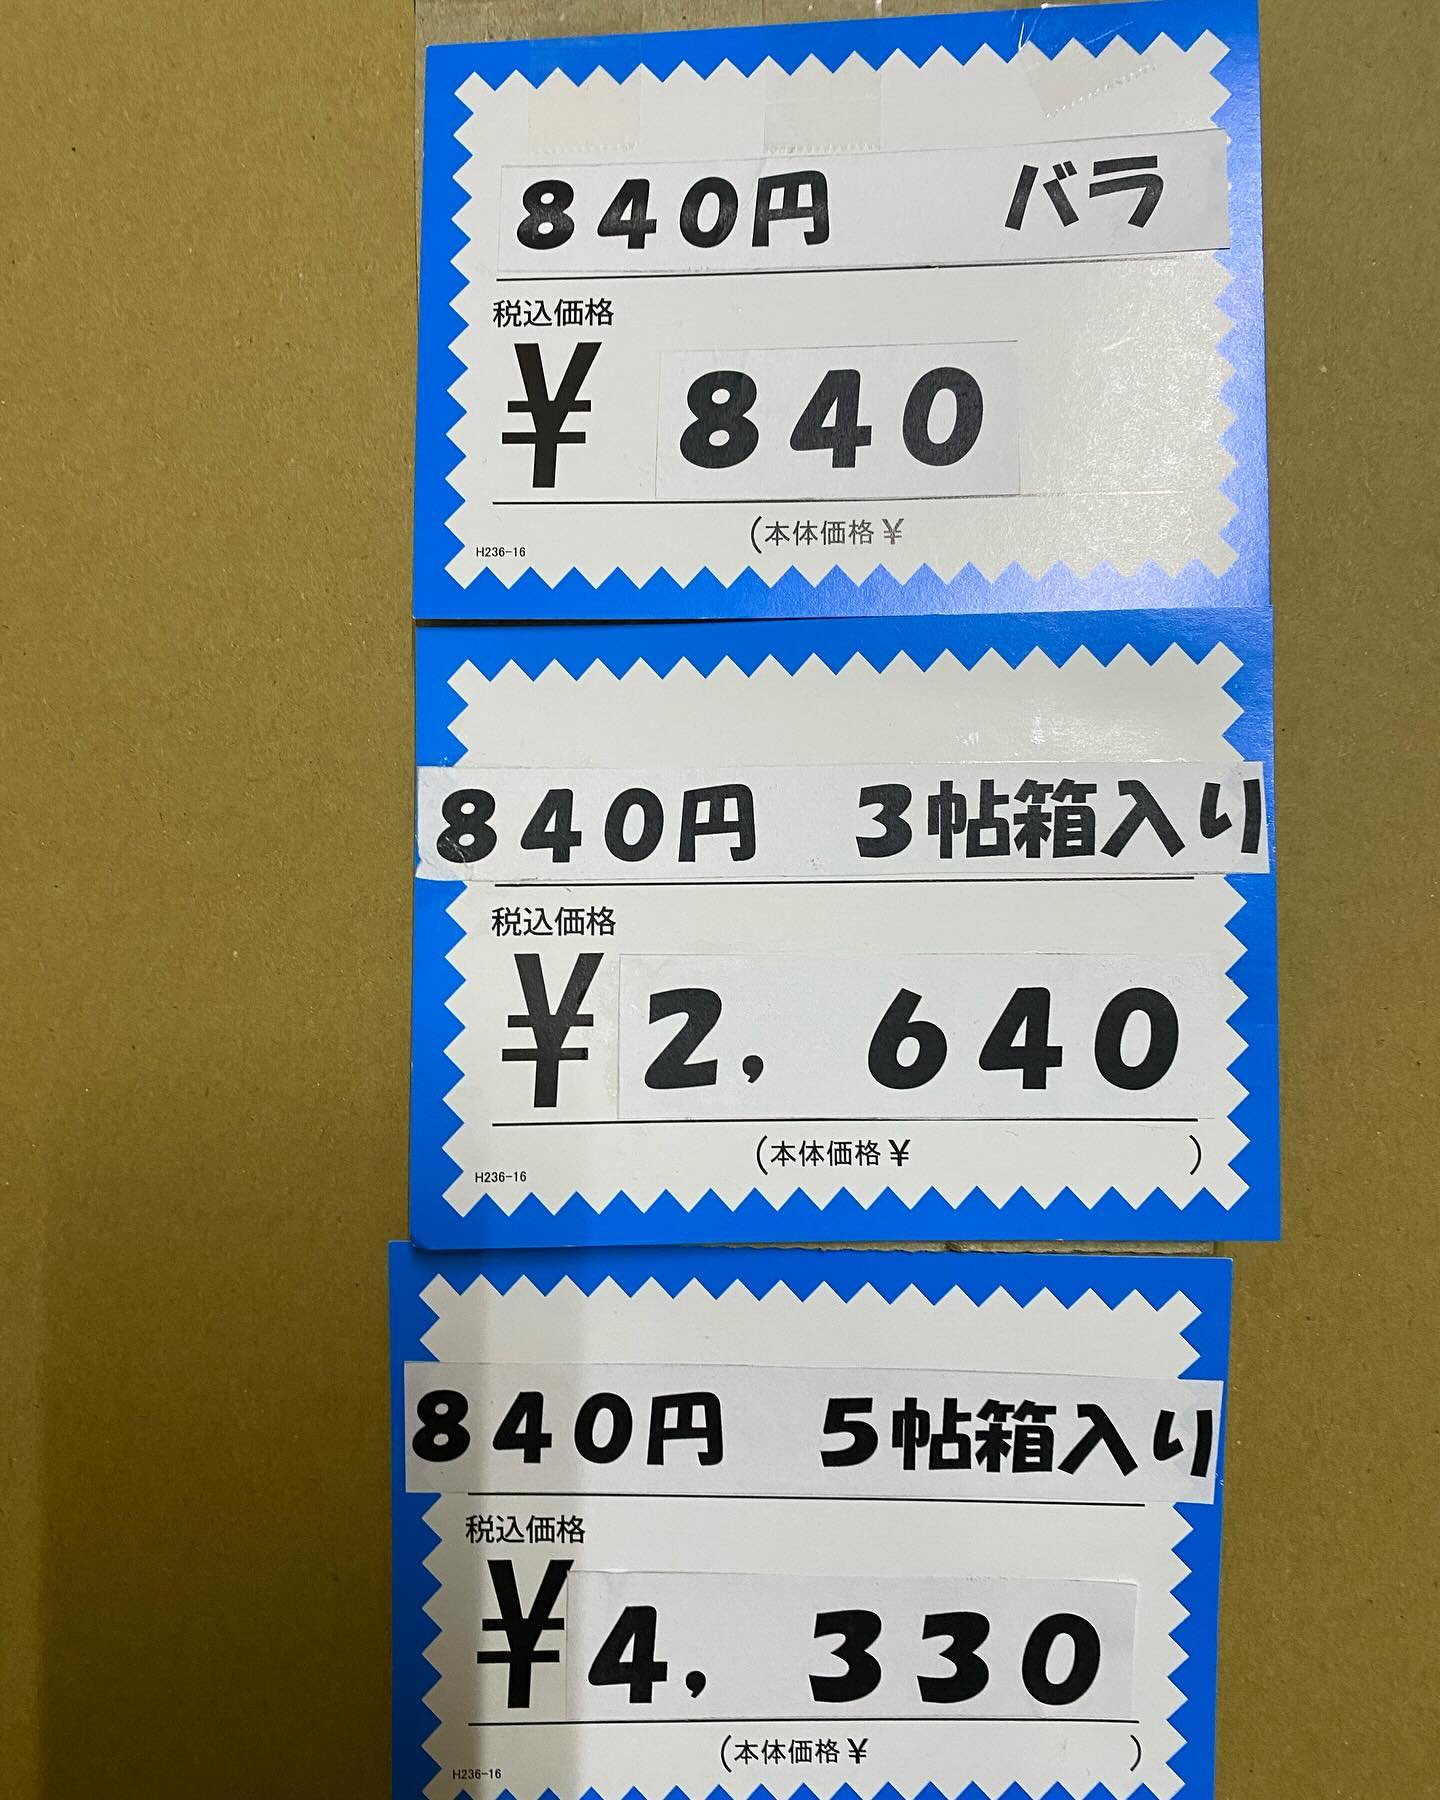 840円　バラ
税込価格
¥ 840
(本体価格¥
H236-16
840円　3帖箱入り
税込価格
¥2,640
(本体価格¥ )
H236-16
840円　5帖箱入り
税込価格
¥4,330
(本体価格¥ )
H236-16